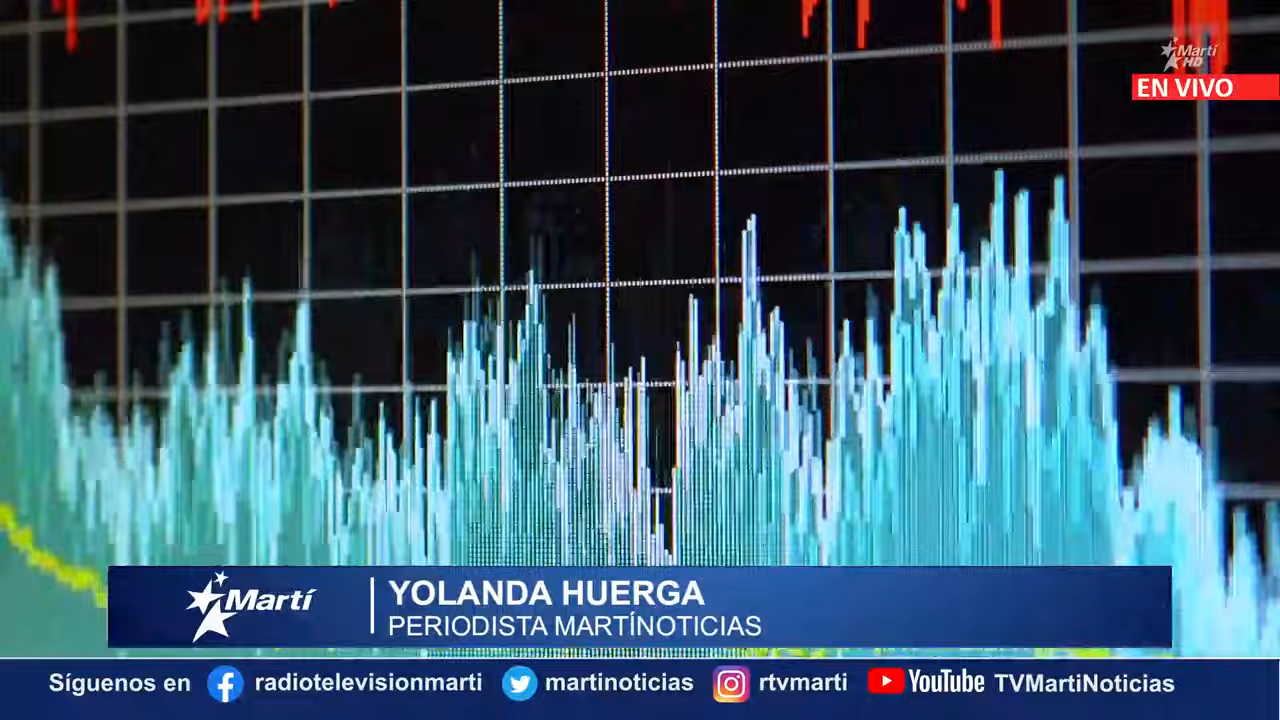 Martí
HD
EN VIVO
Martí
YOLANDA HUERGA
PERIODISTA MARTÍNOTICIAS
Síguenos en radiotelevisionmarti martinoticias rtvmarti YouTube TVMartiNoticias